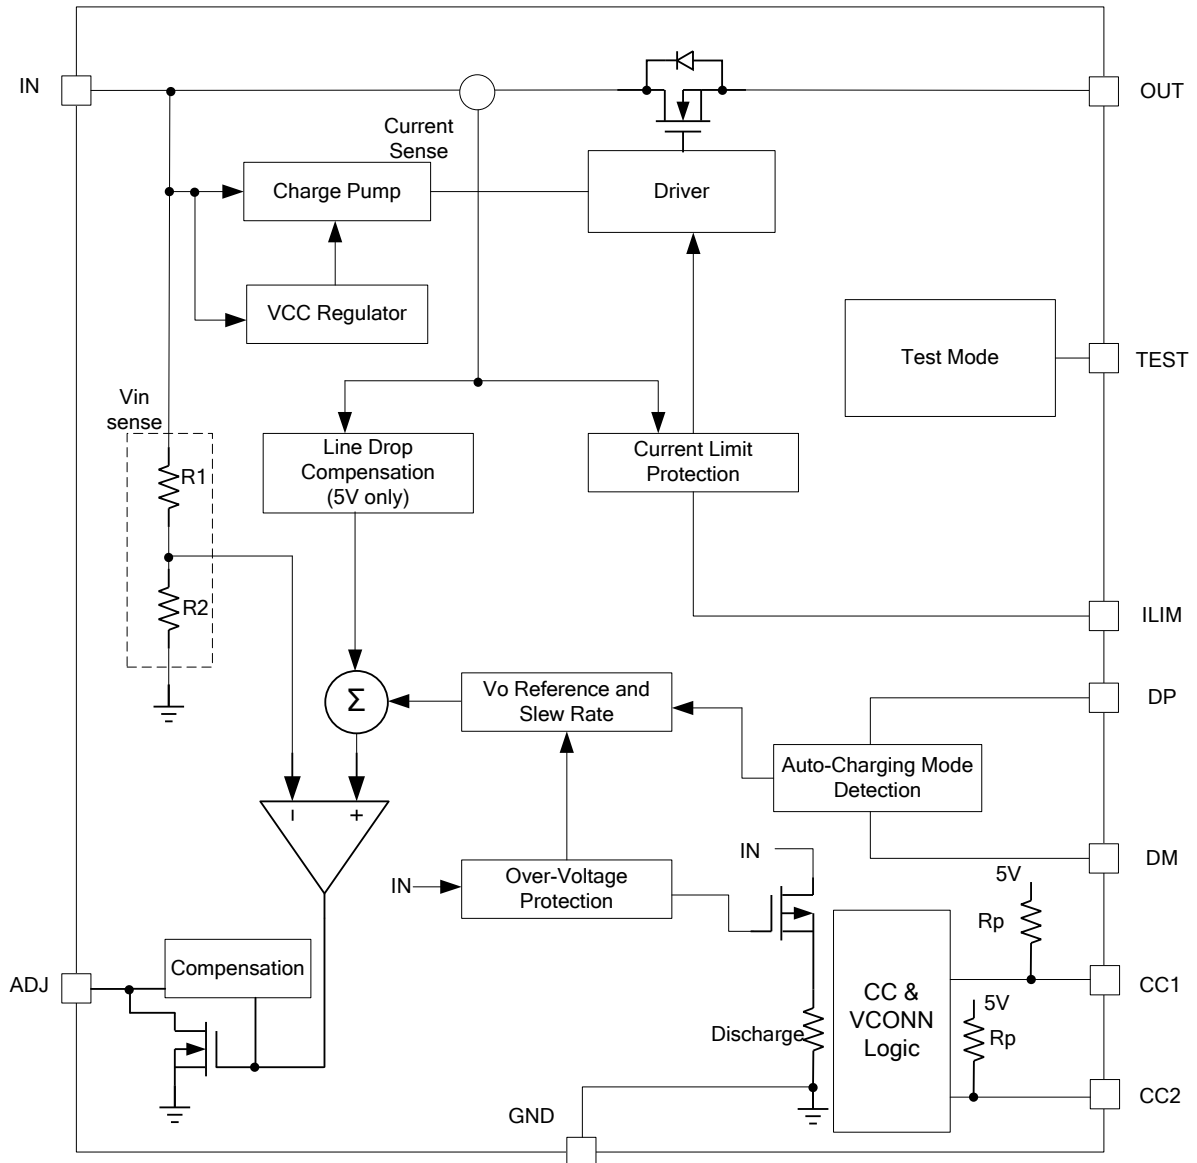 IN
OUT
Current
Sense
Charge Pump
Driver
VCC Regulator
Test Mode
TEST
Vin
sense
R1
R2
Line Drop
Compensation
(5V only)
Current Limit
Protection
ILIM
Σ
Vo Reference and
Slew Rate
DP
Auto-Charging Mode
Detection
DM
−
+
IN
IN
Over-Voltage
Protection
5V
Rp
CC1
Compensation
ADJ
Discharge
CC &
VCONN
Logic
5V
Rp
CC2
GND